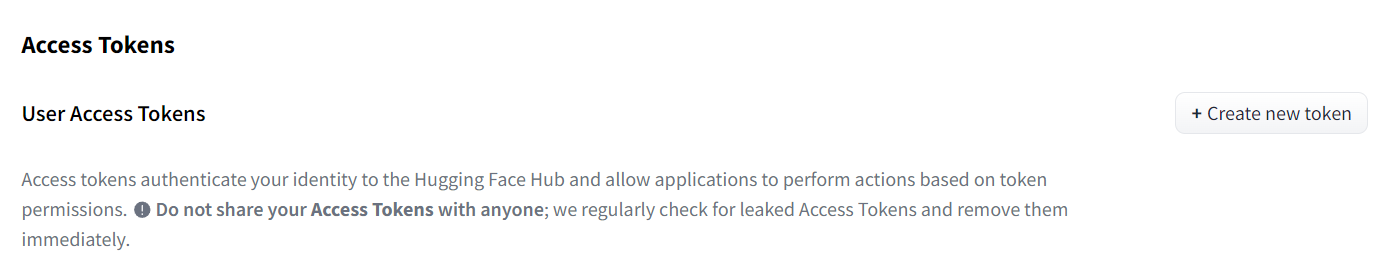 Access Tokens
User Access Tokens
+ Create new token
Access tokens authenticate your identity to the Hugging Face Hub and allow applications to perform actions based on token
permissions. ! Do not share your Access Tokens with anyone; we regularly check for leaked Access Tokens and remove them
immediately.